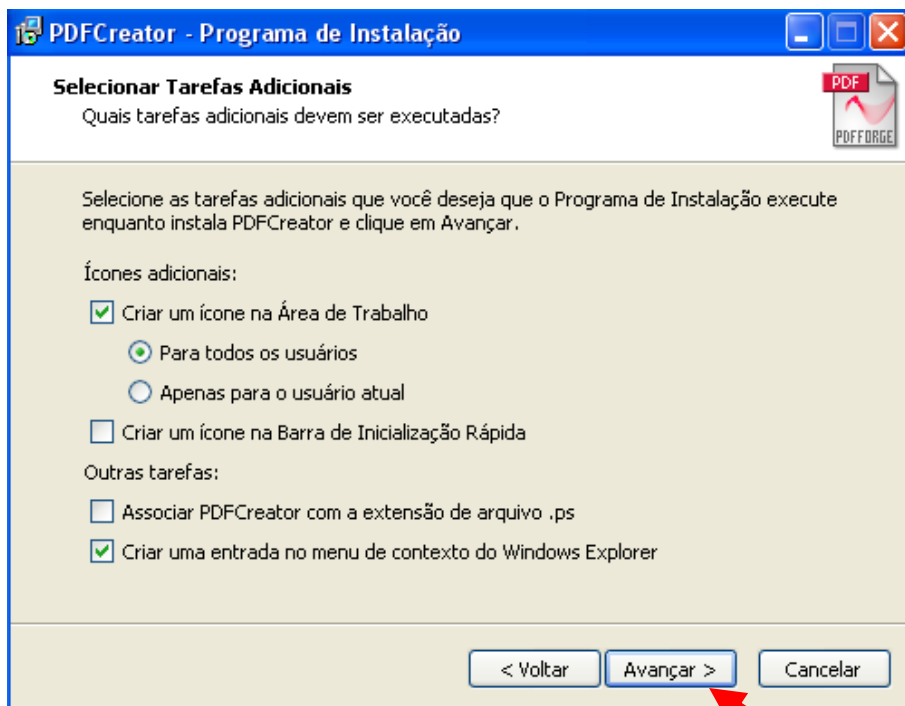 PDFCreator - Programa de Instalação
Selecionar Tarefas Adicionais
Quais tarefas adicionais devem ser executadas?
PDF
PDFFORGE
Selecione as tarefas adicionais que você deseja que o Programa de Instalação execute
enquanto instala PDFCreator e clique em Avançar.
Ícones adicionais:
Criar um ícone na Área de Trabalho
Para todos os usuários
Apenas para o usuário atual
Criar um ícone na Barra de Inicialização Rápida
Outras tarefas:
Associar PDFCreator com a extensão de arquivo .ps
Criar uma entrada no menu de contexto do Windows Explorer
< Voltar
Avançar >
Cancelar